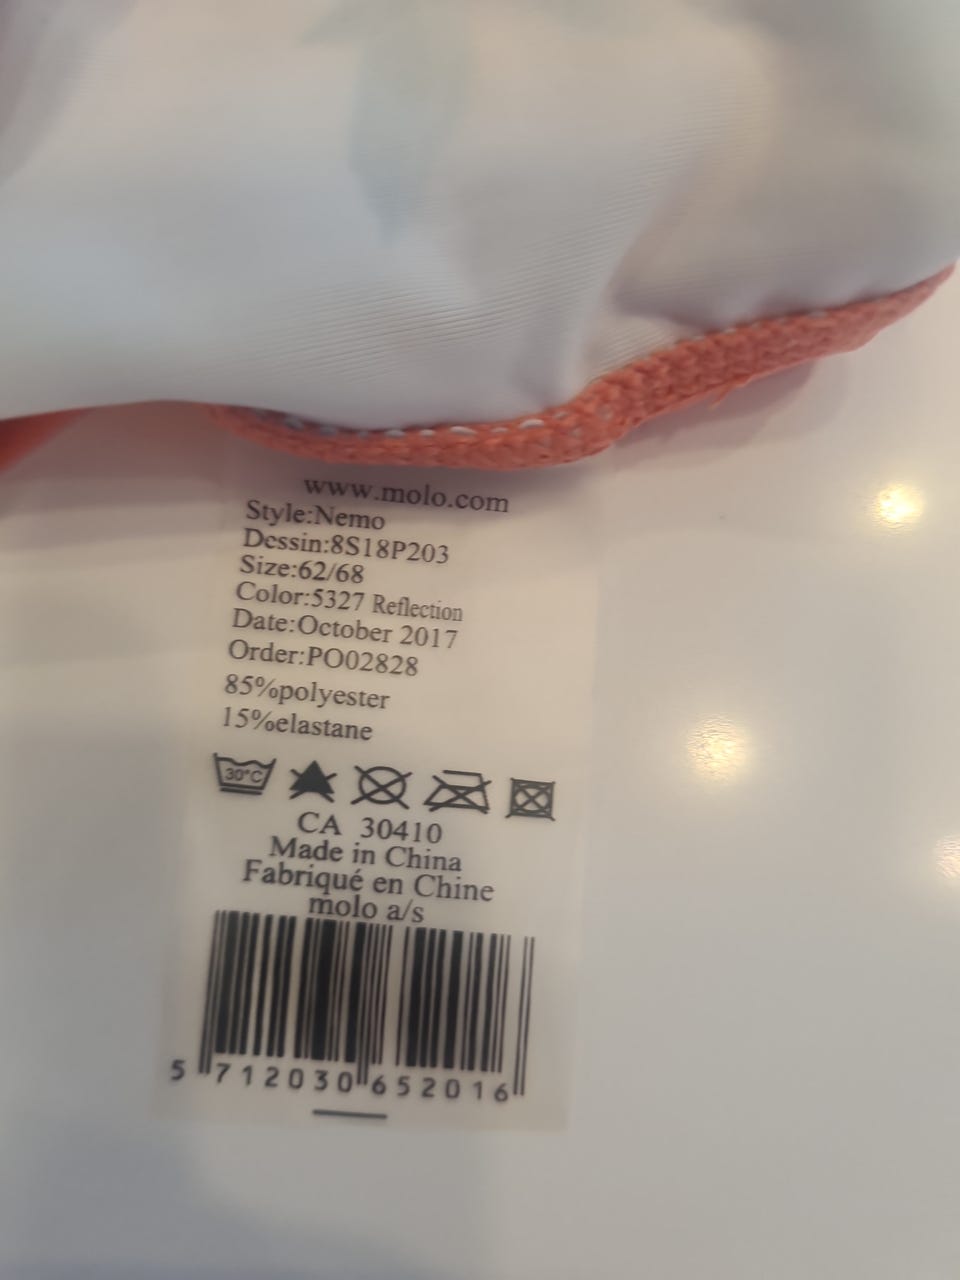 www.molo.com
Style:Nemo
Dessin:8S18P203
Size:62/68
Color:5327 Reflection
Date:October 2017
Order:PO02828
85%polyester
15%elastane
30°C
CA 30410
Made in China
Fabriqué en Chine
molo a/s
5 712030 652016